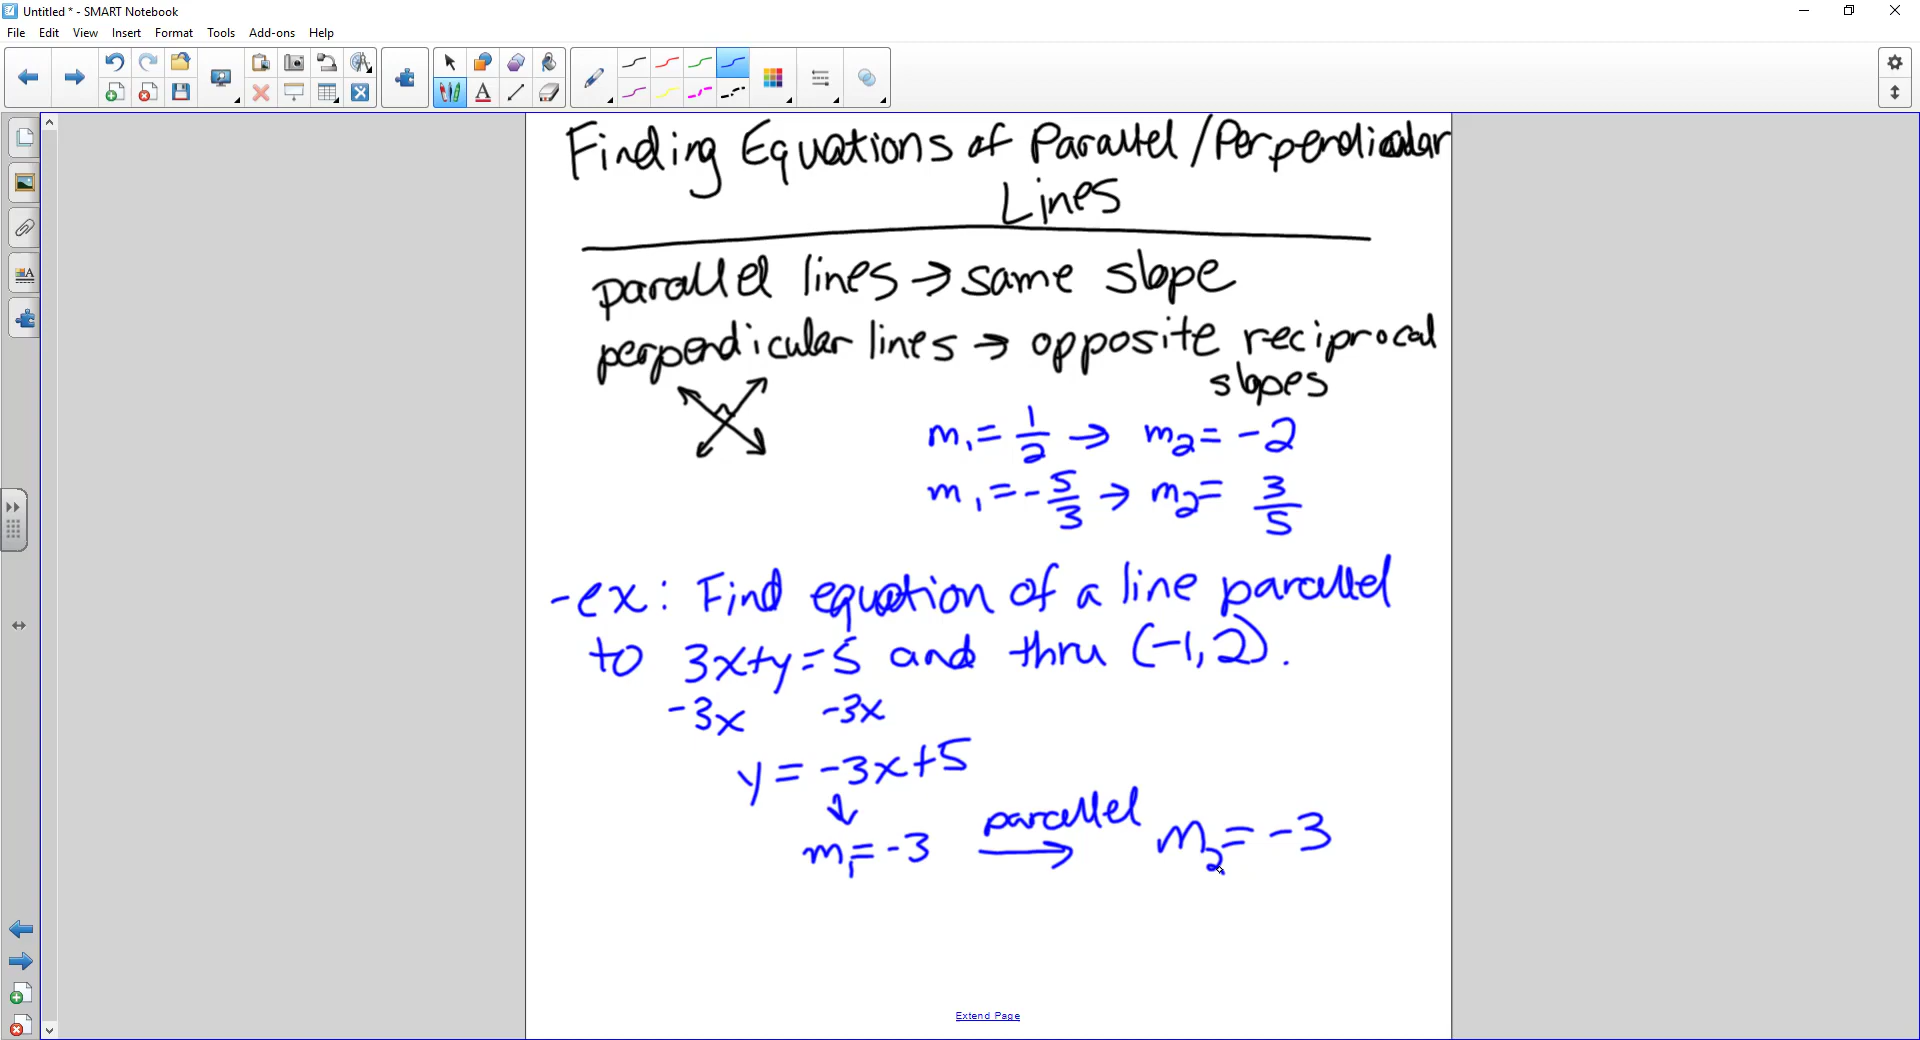 Untitled * - SMART Notebook
File Edit View Insert Format Tools Add-ons Help
Finding Equations of Parallel/Perpendicular
Lines
parallel lines → same slope
perpendicular lines → opposite reciprocal
slopes
m₁ = 1/2 → m₂ = -2
m₁ = -5/3 → m₂ = 3/5
-ex: Find equation of a line parallel
to 3x+y=5 and thru (-1,2).
-3x -3x
y = -3x+5
↓
parallel
m₁ = -3 → m₂ = -3
Extend Page